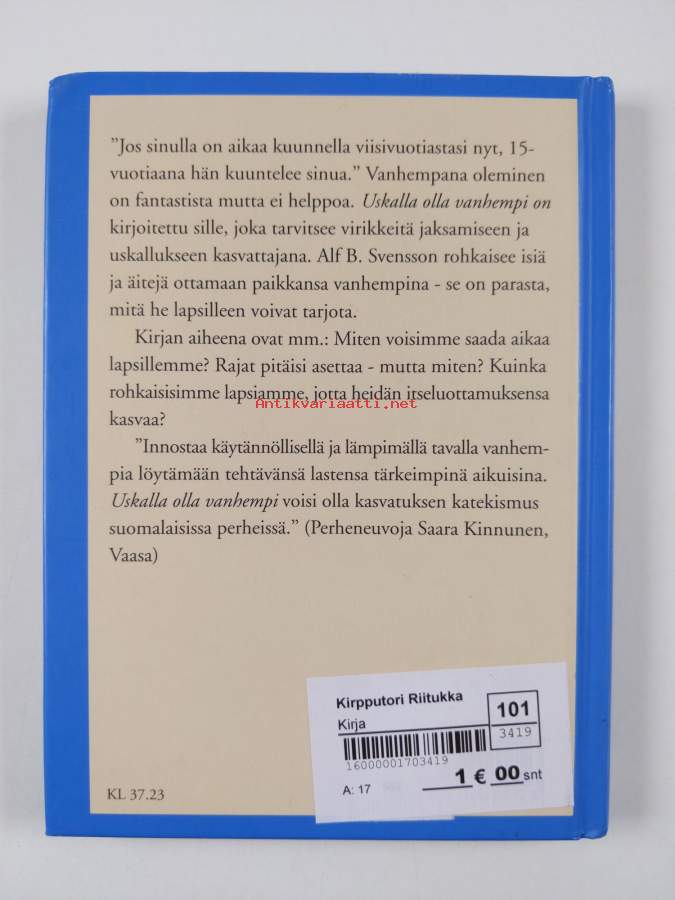 ”Jos sinulla on aikaa kuunnella viisivuotiastasi nyt, 15-
vuotiaana hän kuuntelee sinua.” Vanhempana oleminen
on fantastista mutta ei helppoa. Uskalla olla vanhempi on
kirjoitettu sille, joka tarvitsee virikkeitä jaksamiseen ja
uskallukseen kasvattajana. Alf B. Svensson rohkaisee isiä
ja äitejä ottamaan paikkansa vanhempina - se on parasta,
mitä he lapsilleen voivat tarjota.
Kirjan aiheena ovat mm.: Miten voisimme saada aikaa
lapsillemme? Rajat pitäisi asettaa - mutta miten? Kuinka
rohkaisisimme lapsiamme, jotta heidän itseluottamuksensa
Antikvariaatti.net
kasvaa?
”Innostaa käytännöllisellä ja lämpimällä tavalla vanhem-
pia löytämään tehtävänsä lastensa tärkeimpinä aikuisina.
Uskalla olla vanhempi voisi olla kasvatuksen katekismus
suomalaisissa perheissä.” (Perheneuvoja Saara Kinnunen,
Vaasa)
Kirpputori Riitukka
Kirja
101
3419
16000001703419
A: 17
1 € 00 snt
KL 37.23